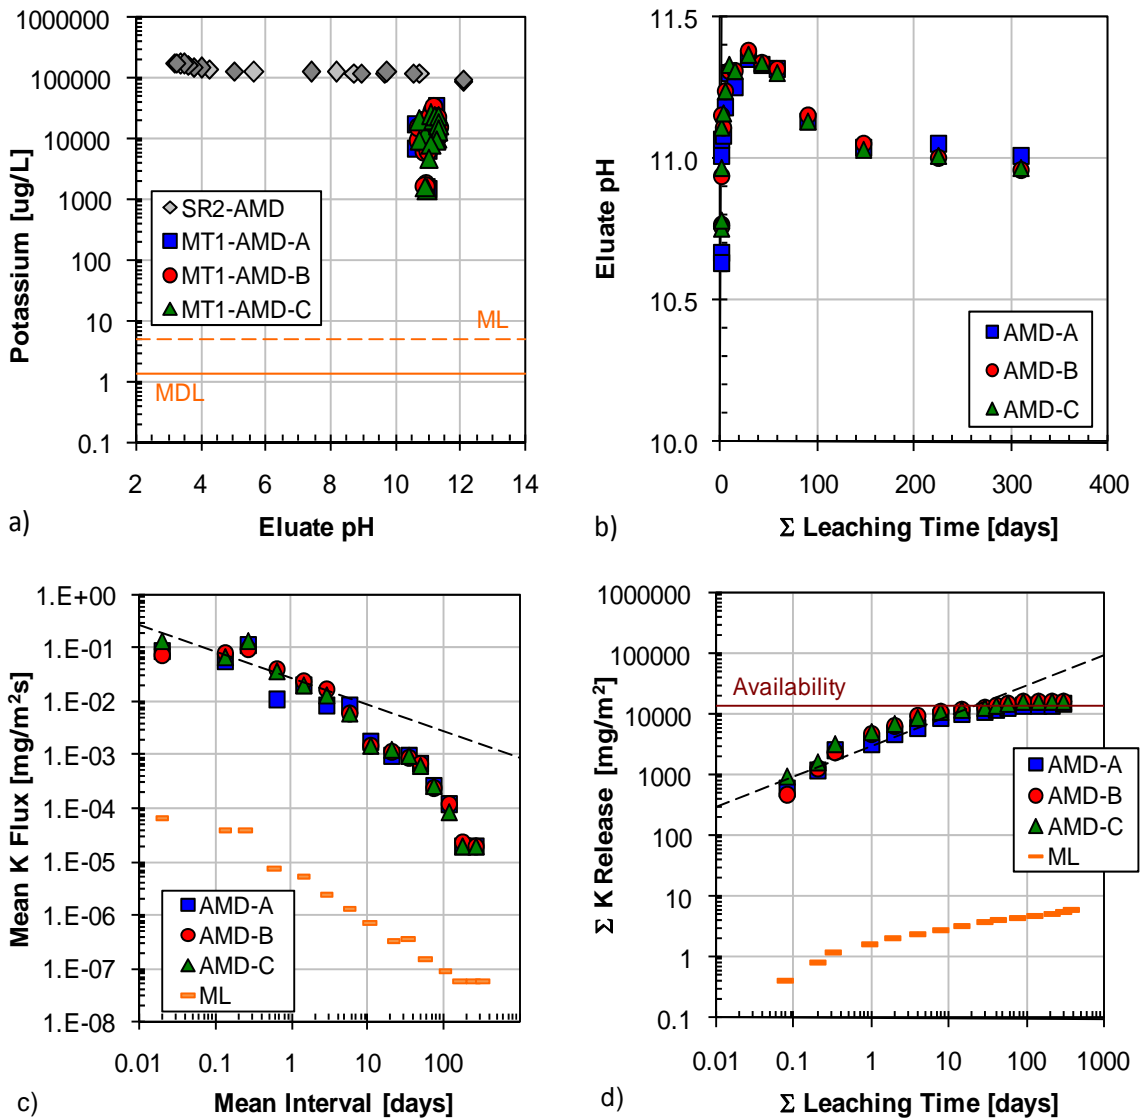 1000000
100000
10000
1000
100
10
1
0.1
Potassium [ug/L]
SR2-AMD
MT1-AMD-A
MT1-AMD-B
MT1-AMD-C
ML
MDL
2 4 6 8 10 12 14
Eluate pH
a)
11.5
11.0
10.5
10.0
Eluate pH
AMD-A
AMD-B
AMD-C
0 100 200 300 400
Σ Leaching Time [days]
b)
1.E+00
1.E-01
1.E-02
1.E-03
1.E-04
1.E-05
1.E-06
1.E-07
1.E-08
Mean K Flux [mg/m²s]
AMD-A
AMD-B
AMD-C
ML
0.01 0.1 1 10 100
Mean Interval [days]
c)
1000000
100000
10000
1000
100
10
1
0.1
Σ K Release [mg/m²]
Availability
AMD-A
AMD-B
AMD-C
ML
0.01 0.1 1 10 100 1000
Σ Leaching Time [days]
d)